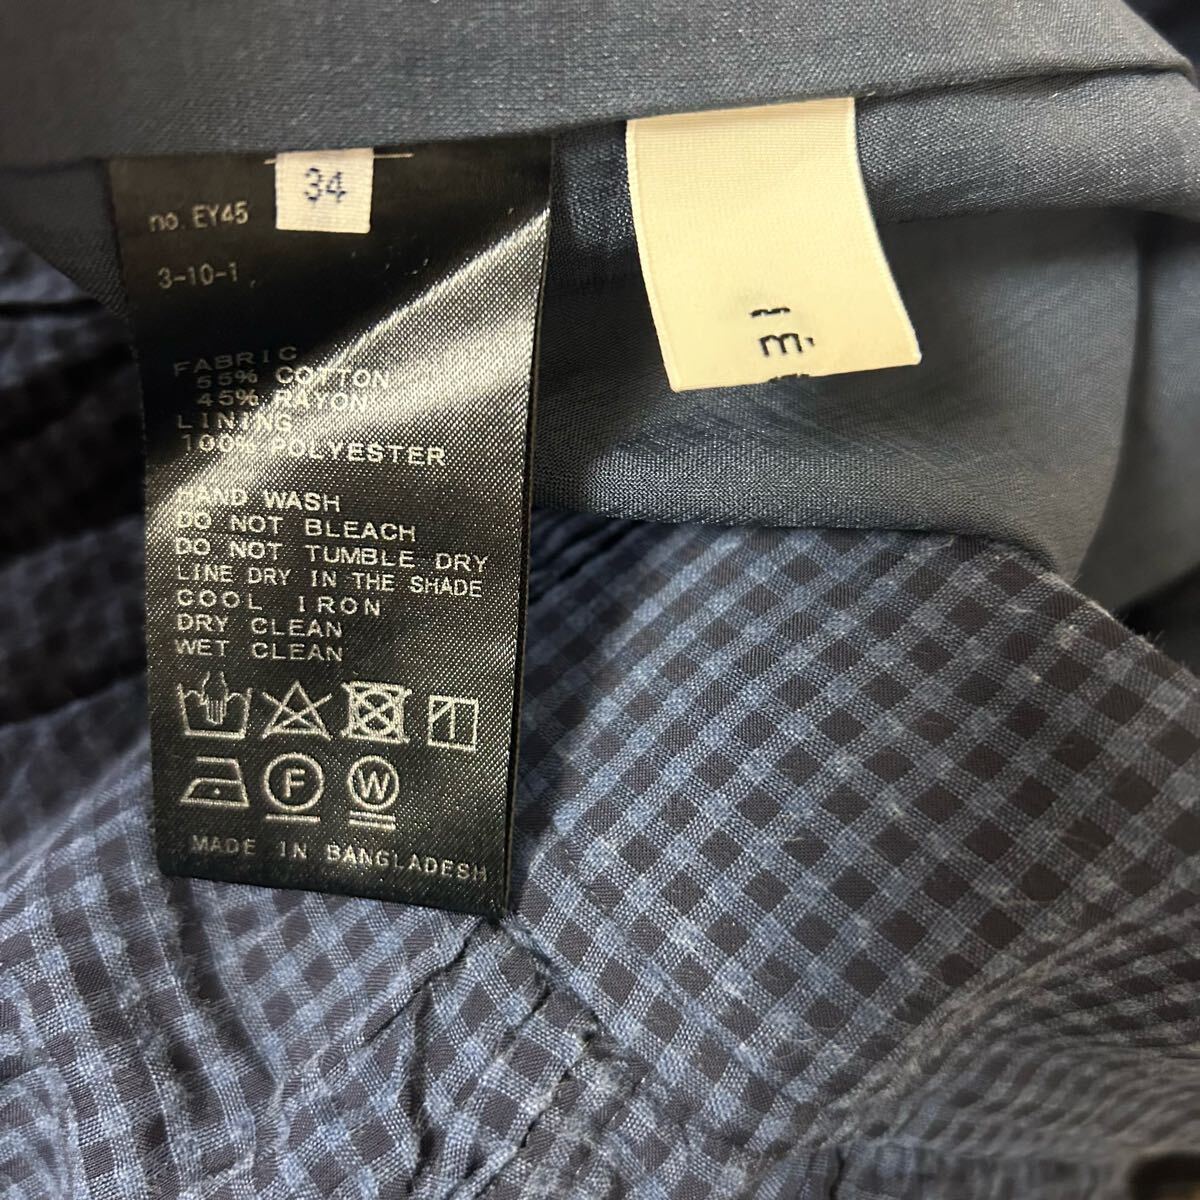 34
no. EY45
3-10-1
FABRIC
55% COTTON
45% RAYON
LINING
100% POLYESTER
HAND WASH
DO NOT BLEACH
DO NOT TUMBLE DRY
LINE DRY IN THE SHADE
COOL IRON
DRY CLEAN
WET CLEAN
F
W
MADE IN BANGLADESH